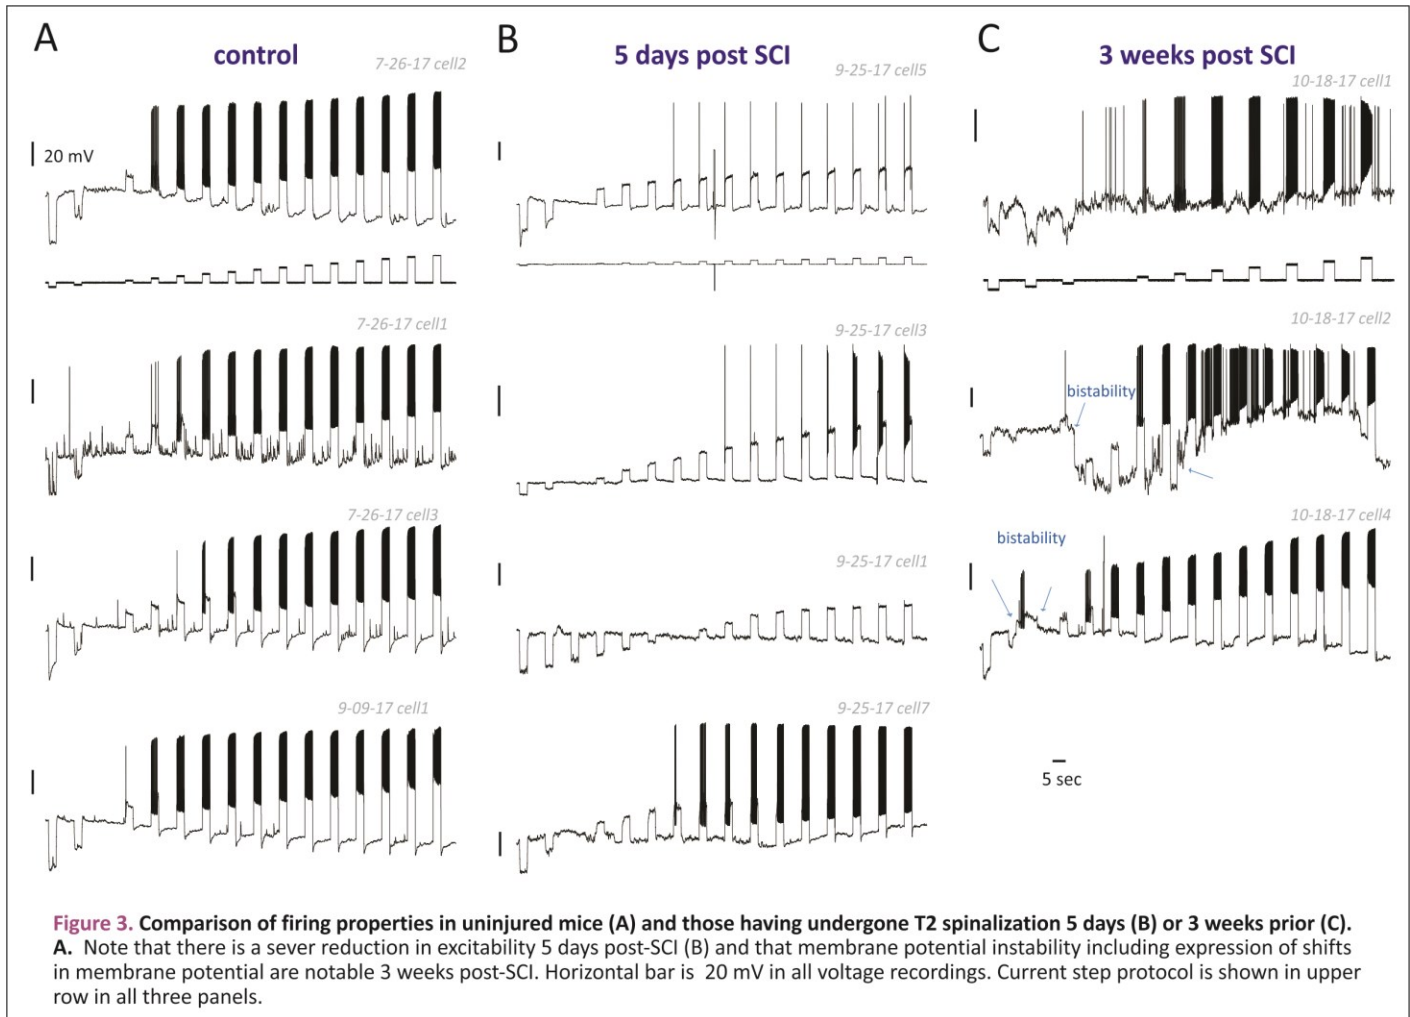 A
control
7-26-17 cell2
20 mV
7-26-17 cell1
7-26-17 cell3
9-09-17 cell1
B
5 days post SCI
9-25-17 cell5
9-25-17 cell3
9-25-17 cell1
9-25-17 cell7
C
3 weeks post SCI
10-18-17 cell1
10-18-17 cell2
bistability
10-18-17 cell4
bistability
5 sec
Figure 3. Comparison of firing properties in uninjured mice (A) and those having undergone T2 spinalization 5 days (B) or 3 weeks prior (C).
A. Note that there is a sever reduction in excitability 5 days post-SCI (B) and that membrane potential instability including expression of shifts
in membrane potential are notable 3 weeks post-SCI. Horizontal bar is 20 mV in all voltage recordings. Current step protocol is shown in upper
row in all three panels.